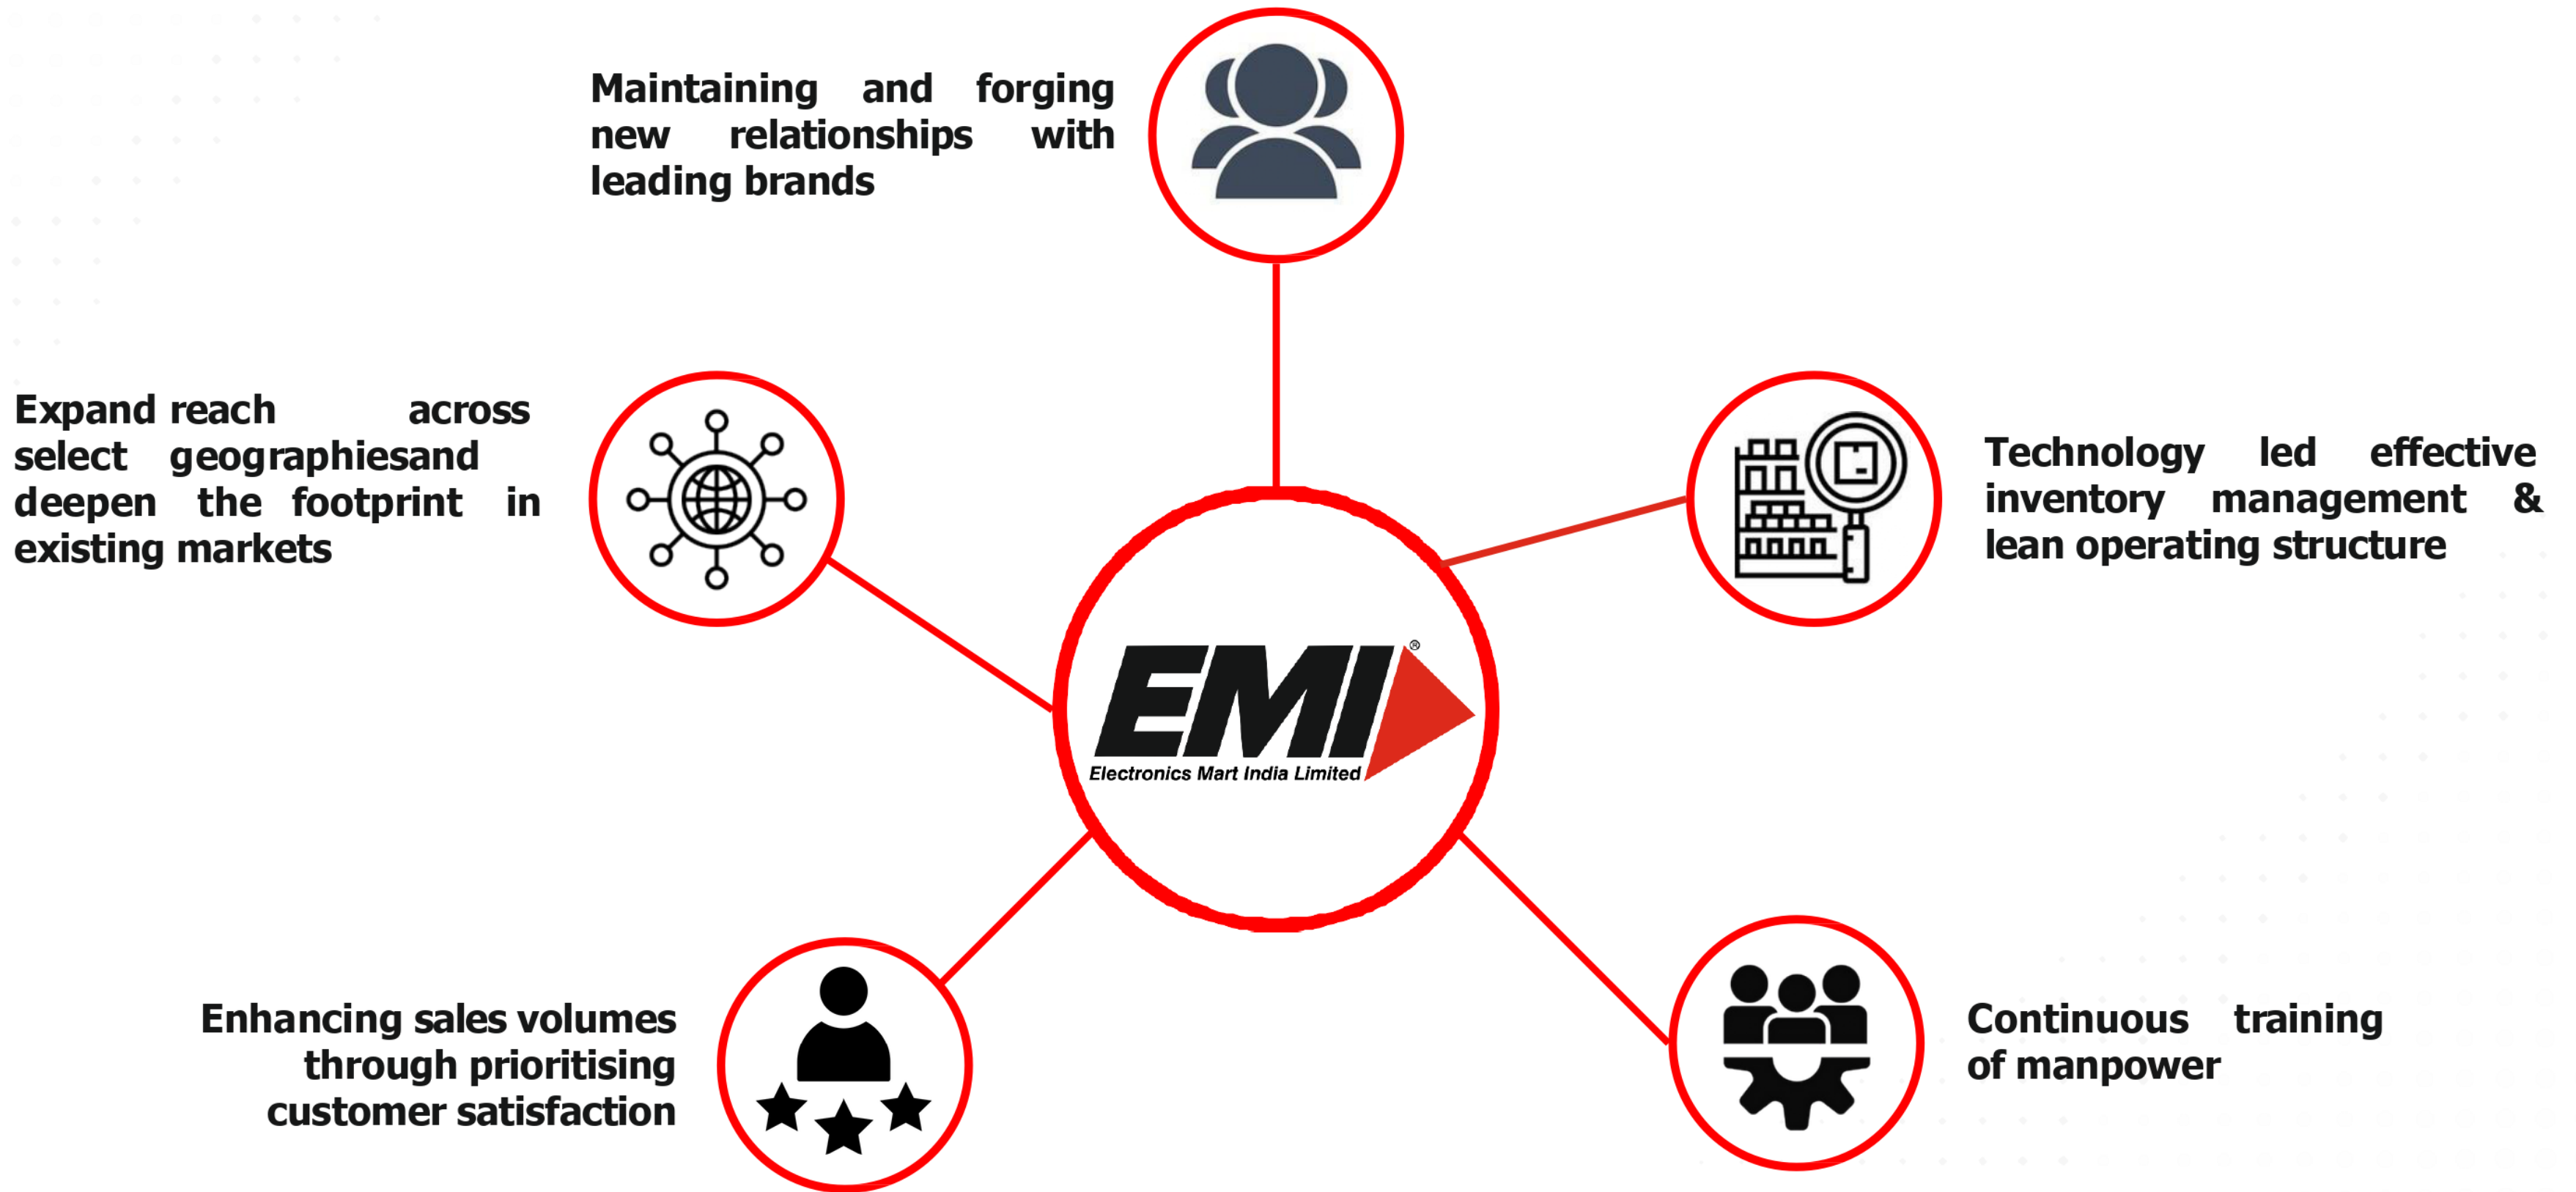 Maintaining and forging
new relationships with
leading brands
Expand reach across
select geographiesand
deepen the footprint in
existing markets
Technology led effective
inventory management &
lean operating structure
EMI®
Electronics Mart India Limited
Enhancing sales volumes
through prioritising
customer satisfaction
Continuous training
of manpower